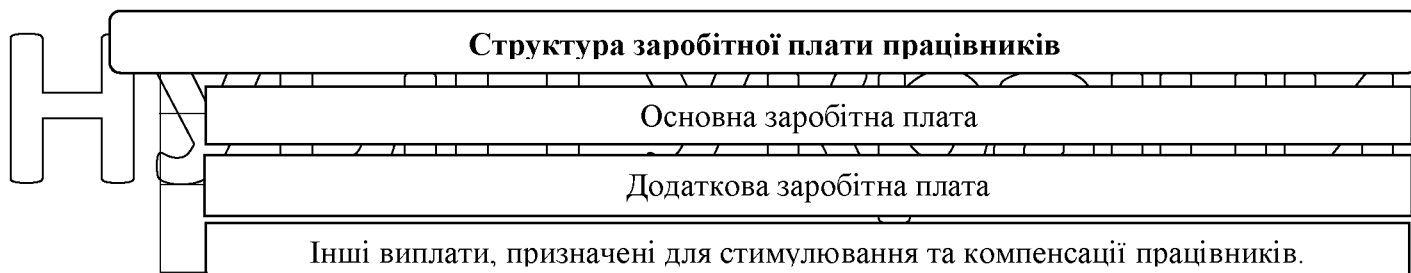 Структура заробітної плати працівників
Основна заробітна плата
Додаткова заробітна плата
Інші виплати, призначені для стимулювання та компенсації працівників.